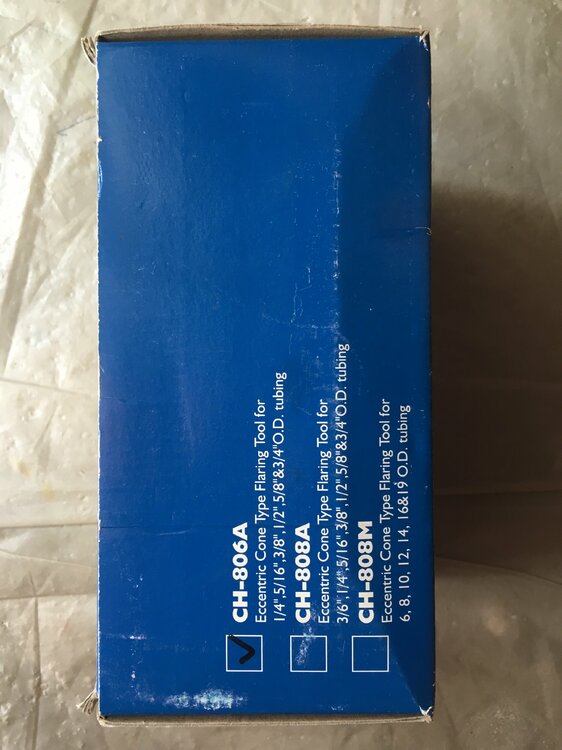 CH-806A
Eccentric Cone Type Flaring Tool for
1/4",5/16",3/8",1/2",5/8"&3/4"O.D. tubing
CH-808A
Eccentric Cone Type Flaring Tool for
3/6",1/4",5/16",3/8",1/2",5/8"&3/4"O.D. tubing
CH-808M
Eccentric Cone Type Flaring Tool for
6, 8, 10, 12, 14, 16&19 O.D. tubing